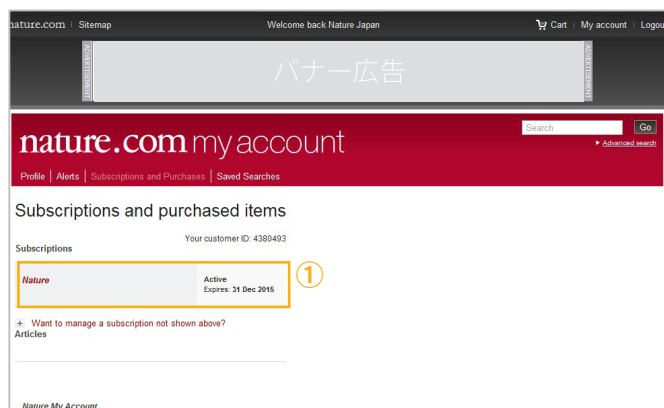 nature.com Sitemap Welcome back Nature Japan Cart My account Logou
ADVERTISEMENT バナー広告 ADVERTISEMENT
Search Go
nature.com my account
Advanced search
Profile | Alerts | Subscriptions and Purchases | Saved Searches
Subscriptions and purchased items
Your customer ID: 4380493
Subscriptions
Nature Active ①
Expires: 31 Dec 2015
+ Want to manage a subscription not shown above?
Articles
Nature My Account